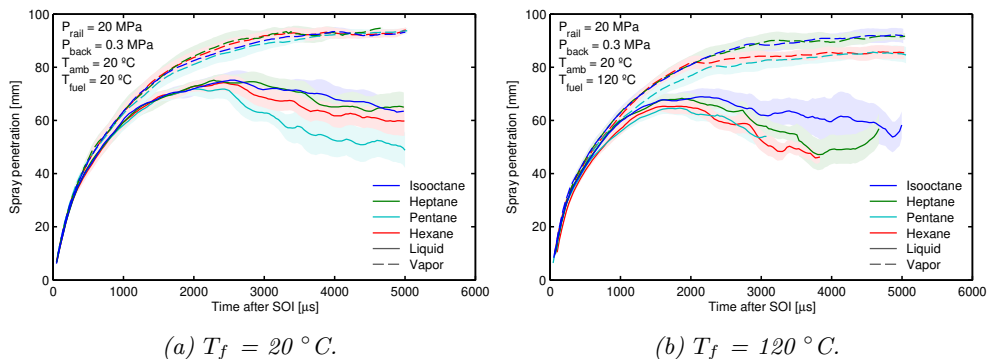 P_rail = 20 MPa
P_back = 0.3 MPa
T_amb = 20 ºC
T_fuel = 20 ºC
Spray penetration [mm]
100
80
60
40
20
0
Isooctane
Heptane
Pentane
Hexane
Liquid
Vapor
0 1000 2000 3000 4000 5000 6000
Time after SOI [µs]
(a) T_f = 20 °C.
P_rail = 20 MPa
P_back = 0.3 MPa
T_amb = 20 ºC
T_fuel = 120 ºC
Spray penetration [mm]
100
80
60
40
20
0
Isooctane
Heptane
Pentane
Hexane
Liquid
Vapor
0 1000 2000 3000 4000 5000 6000
Time after SOI [µs]
(b) T_f = 120 °C.